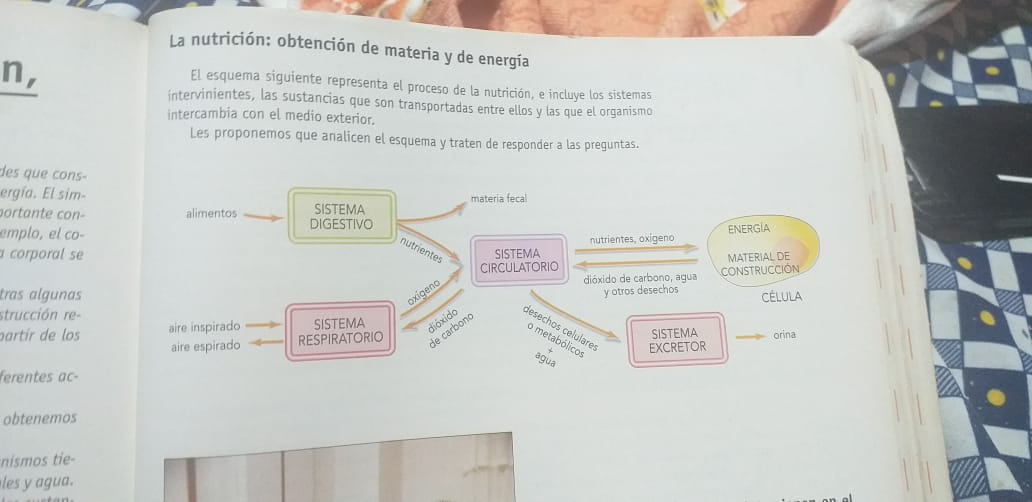 La nutrición: obtención de materia y de energía
El esquema siguiente representa el proceso de la nutrición, e incluye los sistemas
intervinientes, las sustancias que son transportadas entre ellos y las que el organismo
intercambia con el medio exterior.
Les proponemos que analicen el esquema y traten de responder a las preguntas.
n,
des que cons-
ergía. El sim-
portante con-
emplo, el co-
a corporal se
tras algunas
strucción re-
partir de los
ferentes ac-
obtenemos
nismos tie-
les y agua.
alimentos
SISTEMA
DIGESTIVO
materia fecal
nutrientes
SISTEMA
CIRCULATORIO
nutrientes, oxígeno
dióxido de carbono, agua
y otros desechos
ENERGÍA
MATERIAL DE
CONSTRUCCIÓN
CÉLULA
aire inspirado
aire espirado
SISTEMA
RESPIRATORIO
oxígeno
dióxido
de carbono
desechos celulares
o metabólicos
+
agua
SISTEMA
EXCRETOR
orina